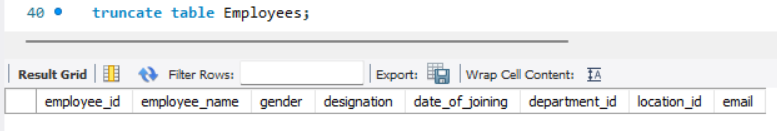 40 truncate table Employees;
Result Grid Filter Rows: Export: Wrap Cell Content: IA
employee_id employee_name gender designation date_of_joining department_id location_id email